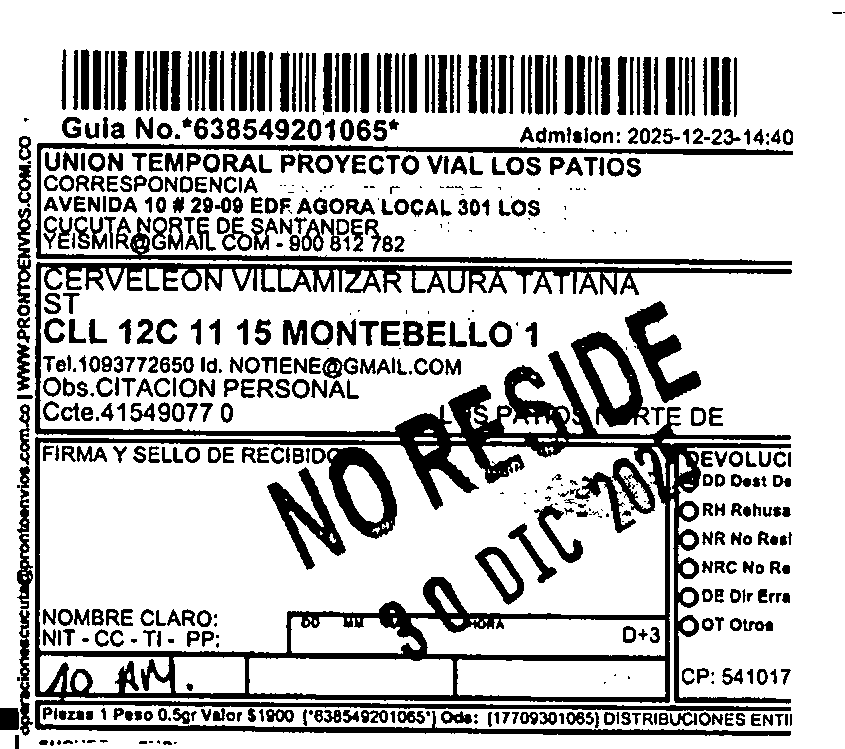 Guia No.*638549201065*
Admision: 2025-12-23-14:40
operacionescucuta@prontoenvios.com.co | WWW.PRONTOENVIOS.COM.CO
UNION TEMPORAL PROYECTO VIAL LOS PATIOS
CORRESPONDENCIA
AVENIDA 10 # 29-09 EDF AGORA LOCAL 301 LOS
CUCUTA NORTE DE SANTANDER
YEISMIR@GMAIL COM - 900 812 782
CERVELEON VILLAMIZAR LAURA TATIANA
ST
CLL 12C 11 15 MONTEBELLO 1
Tel.1093772650 Id. NOTIENE@GMAIL.COM
Obs.CITACION PERSONAL
Ccte.41549077 0
LOS PATIOS NORTE DE
NO RESIDE
30 DIC 2025
FIRMA Y SELLO DE RECIBIDO
DEVOLUCI
DD Dest De
RH Rehusa
NR No Resi
NRC No Re
DE Dir Erra
OT Otros
NOMBRE CLARO:
NIT - CC - TI - PP:
DD MM HORA
D+3
CP: 541017
10 AM.
Piezas 1 Peso 0.5gr Valor $1900 (*638549201065*) Ods: (17709301065) DISTRIBUCIONES ENTI